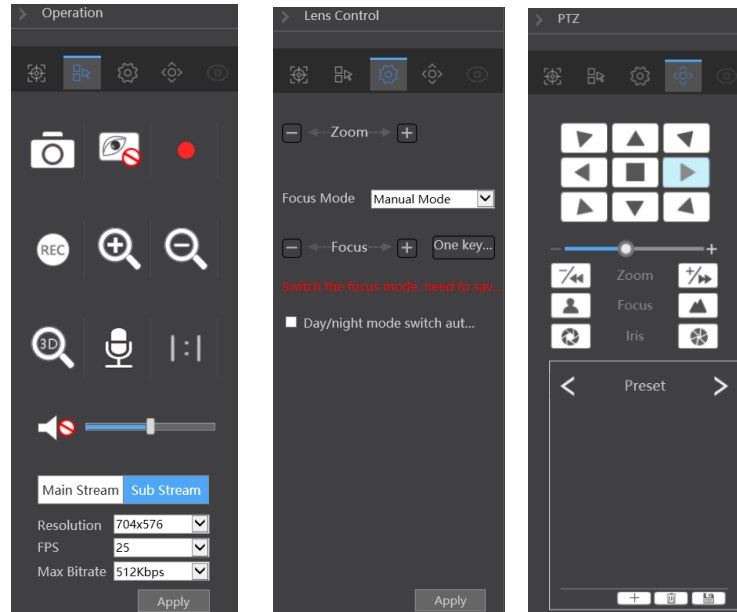 Operation
REC
3D
|:|
Main Stream Sub Stream
Resolution 704x576
FPS 25
Max Bitrate 512Kbps
Apply
Lens Control
Zoom
Focus Mode Manual Mode
Focus One key...
Switch the focus mode, need to sav...
Day/night mode switch aut...
Apply
PTZ
Zoom
Focus
Iris
Preset